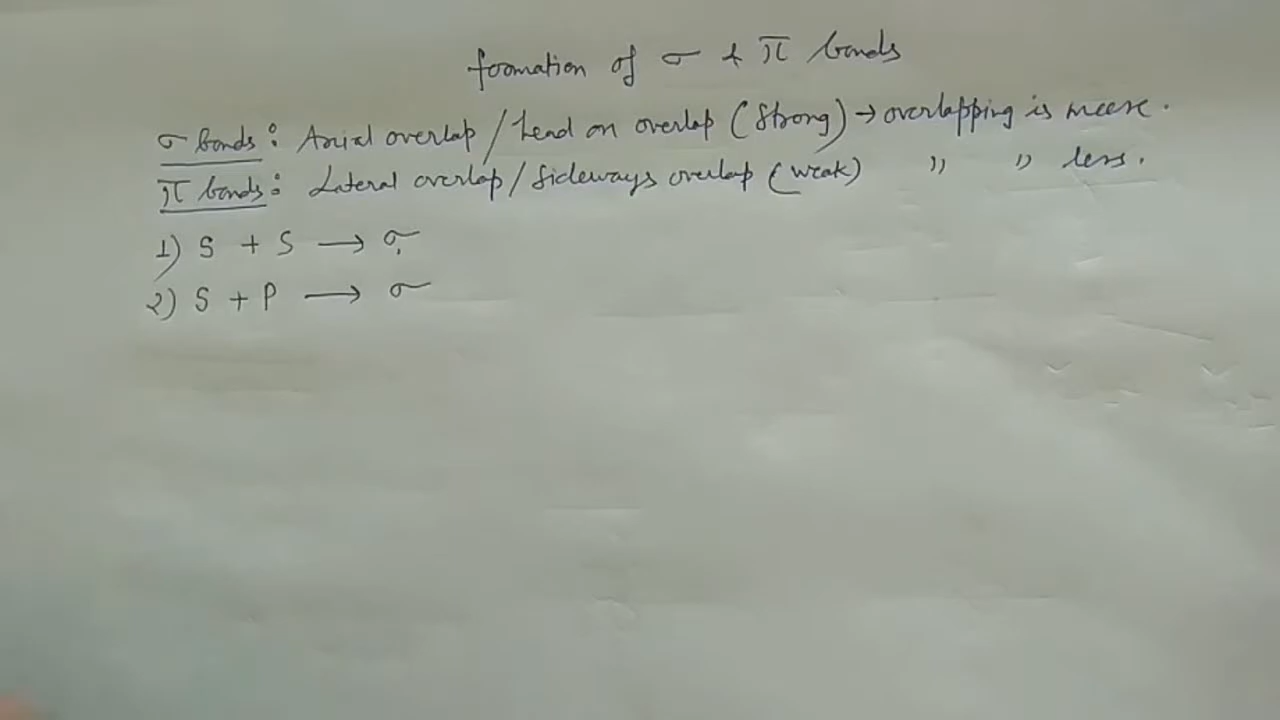 formation of σ & π bonds
σ bonds: Axial overlap / Head on overlap (Strong) → overlapping is more.
π bonds: Lateral overlap / Sideways overlap (weak) " " less.
1) S + S → σ
2) S + P → σ